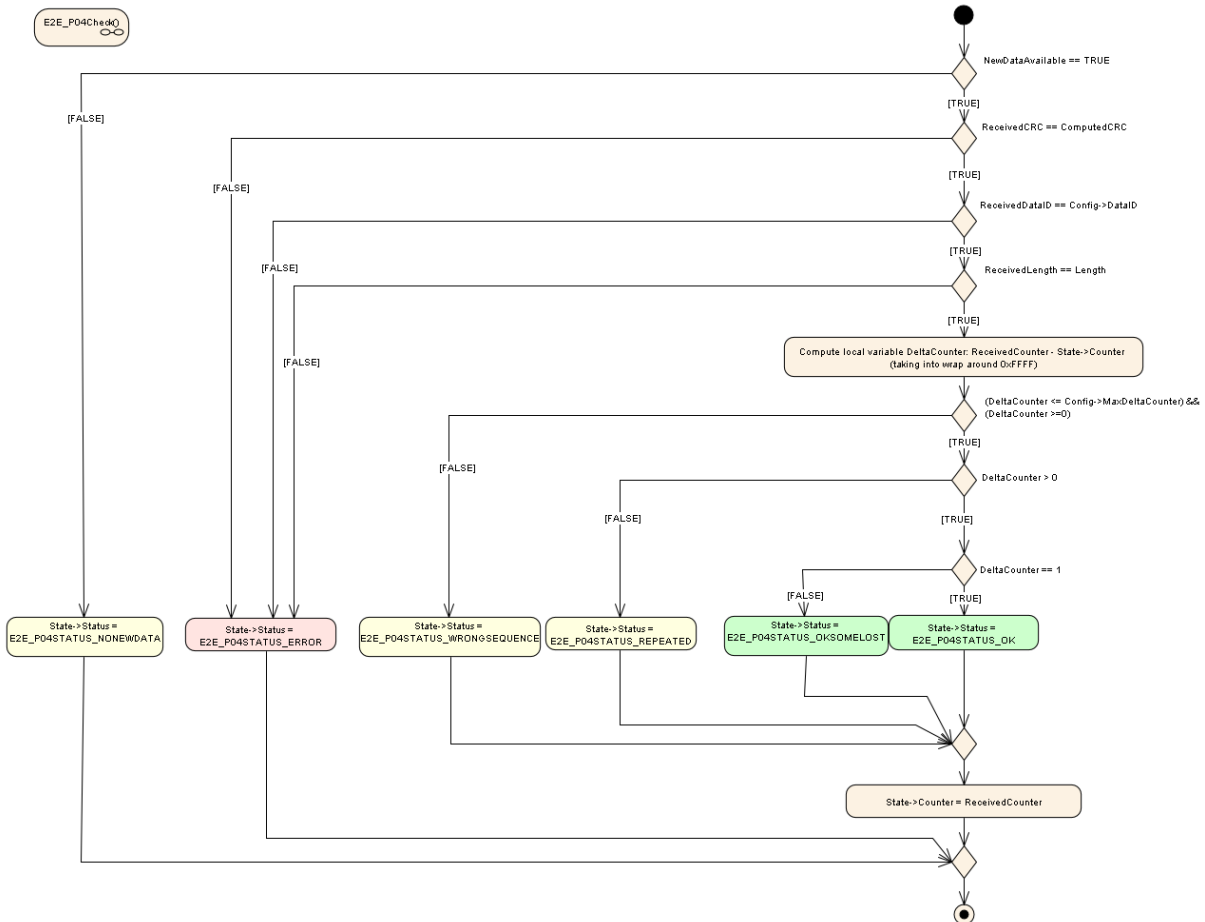 E2E_P04Check()
NewDataAvailable == TRUE
[FALSE]
[TRUE]
ReceivedCRC == ComputedCRC
[FALSE]
[TRUE]
ReceivedDataID == Config->DataID
[FALSE]
[TRUE]
ReceivedLength == Length
[FALSE]
[TRUE]
Compute local variable DeltaCounter: ReceivedCounter - State->Counter
(taking into wrap around 0xFFFF)
(DeltaCounter <= Config->MaxDeltaCounter) &&
(DeltaCounter >=0)
[FALSE]
[TRUE]
DeltaCounter > 0
[FALSE]
[TRUE]
DeltaCounter == 1
[FALSE]
[TRUE]
State->Status =
E2E_P04STATUS_NONEWDATA
State->Status =
E2E_P04STATUS_ERROR
State->Status =
E2E_P04STATUS_WRONGSEQUENCE
State->Status =
E2E_P04STATUS_REPEATED
State->Status =
E2E_P04STATUS_OKSOMELOST
State->Status =
E2E_P04STATUS_OK
State->Counter = ReceivedCounter